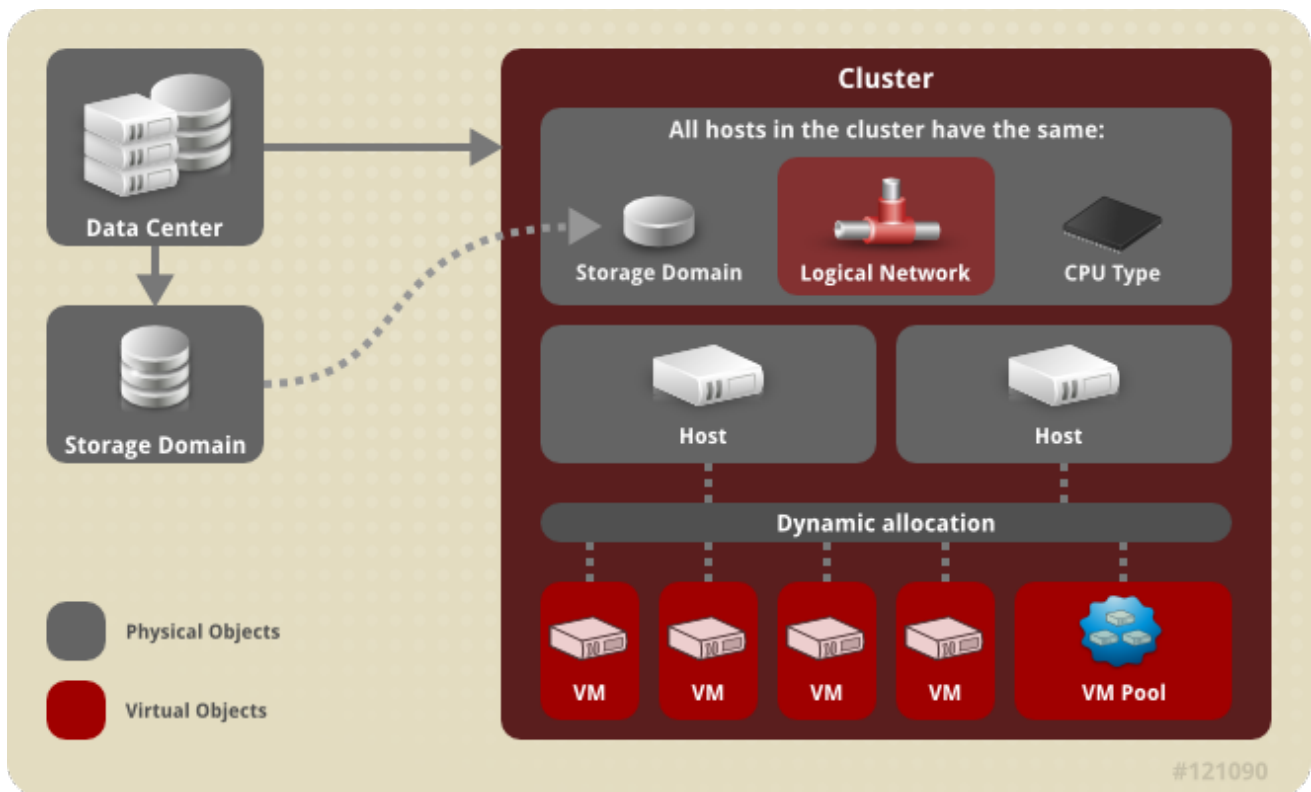 Cluster
All hosts in the cluster have the same:
Data Center
Storage Domain
Logical Network
CPU Type
Storage Domain
Host
Host
Dynamic allocation
Physical Objects
Virtual Objects
VM
VM
VM
VM
VM Pool
#121090